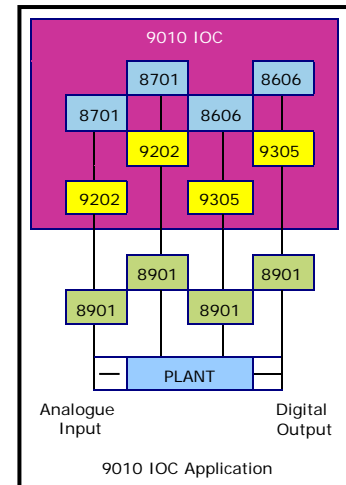 9010 IOC
8701 8606
8701 8606
9202 9305
9202 9305
8901 8901
8901 8901
PLANT
Analogue Digital
Input Output
9010 IOC Application